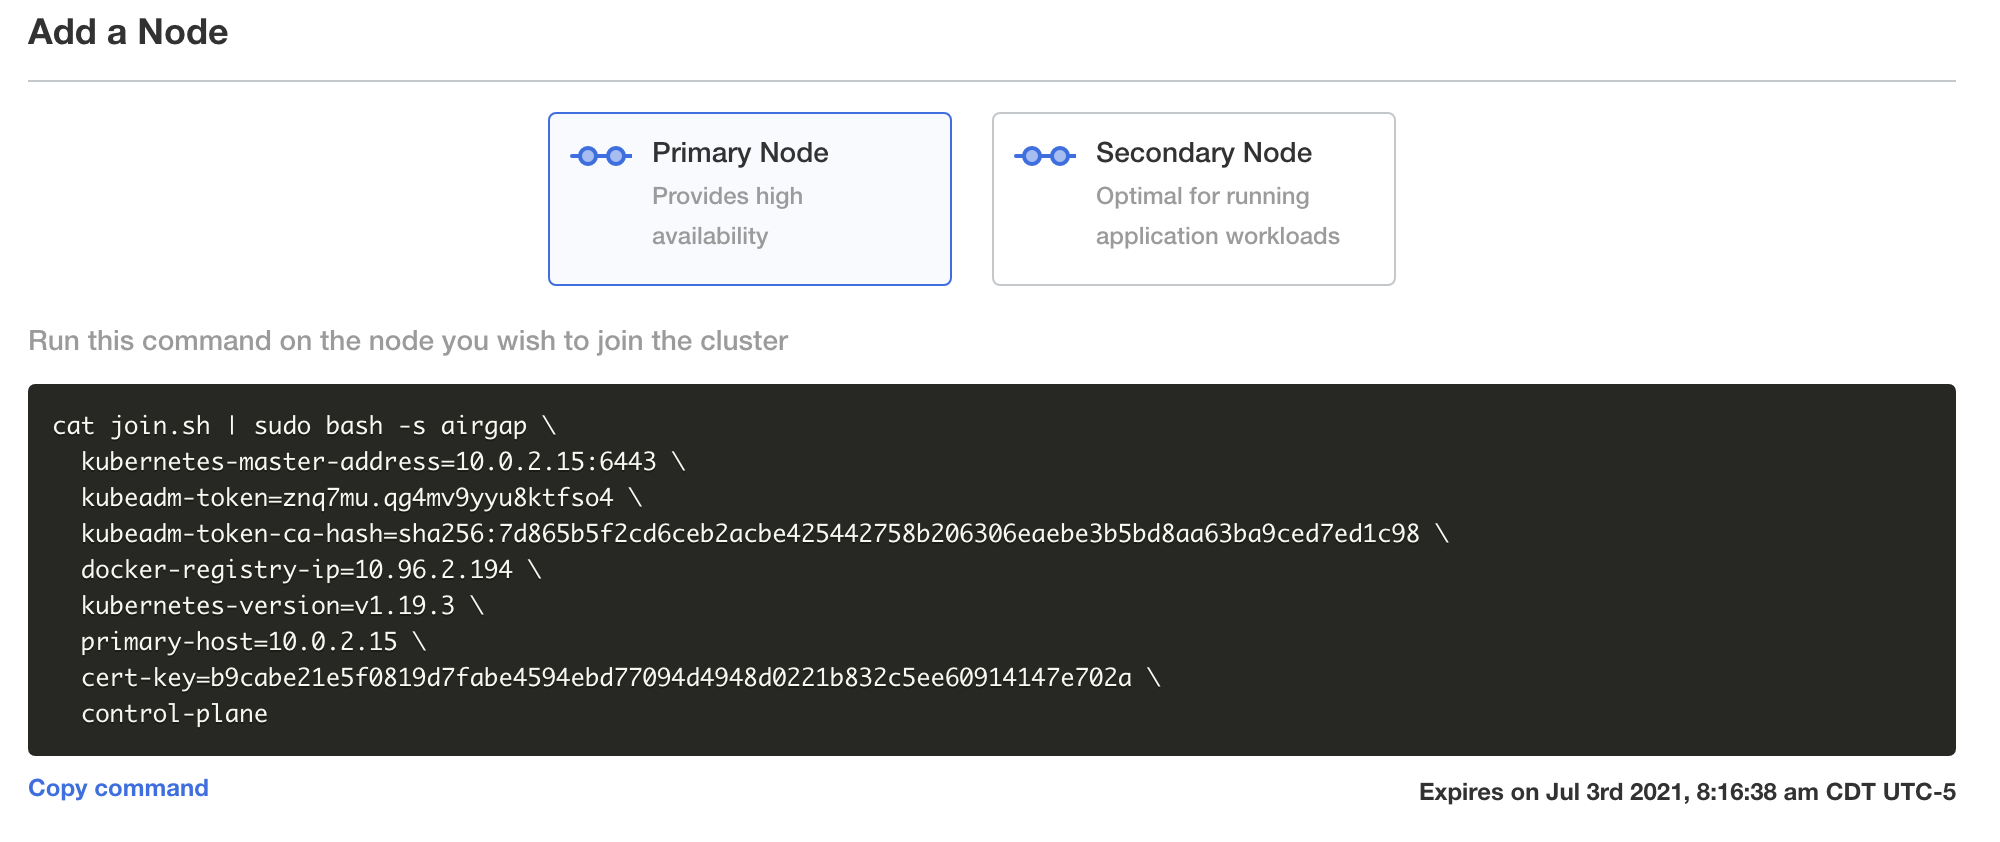 Add a Node
Primary Node
Provides high
availability
Secondary Node
Optimal for running
application workloads
Run this command on the node you wish to join the cluster
cat join.sh | sudo bash -s airgap \
  kubernetes-master-address=10.0.2.15:6443 \
  kubeadm-token=znq7mu.qg4mv9yyu8ktfso4 \
  kubeadm-token-ca-hash=sha256:7d865b5f2cd6ceb2acbe425442758b206306eaebe3b5bd8aa63ba9ced7ed1c98 \
  docker-registry-ip=10.96.2.194 \
  kubernetes-version=v1.19.3 \
  primary-host=10.0.2.15 \
  cert-key=b9cabe21e5f0819d7fabe4594ebd77094d4948d0221b832c5ee60914147e702a \
  control-plane
Copy command
Expires on Jul 3rd 2021, 8:16:38 am CDT UTC-5